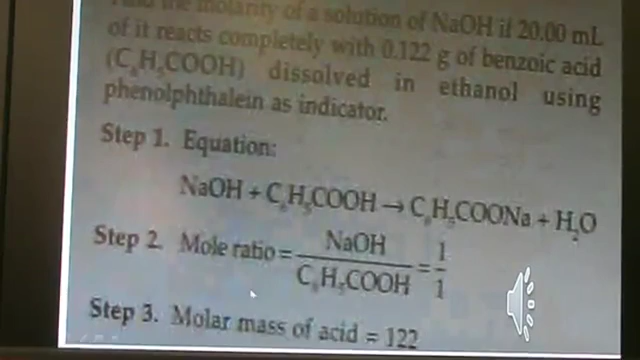 the molarity of a solution of NaOH if 20.00 mL
of it reacts completely with 0.122 g of benzoic acid
(C₆H₅COOH) dissolved in ethanol using
phenolphthalein as indicator.
Step 1. Equation:
NaOH + C₆H₅COOH → C₆H₅COONa + H₂O
Step 2. Mole ratio = NaOH / C₆H₅COOH = 1 / 1
Step 3. Molar mass of acid = 122